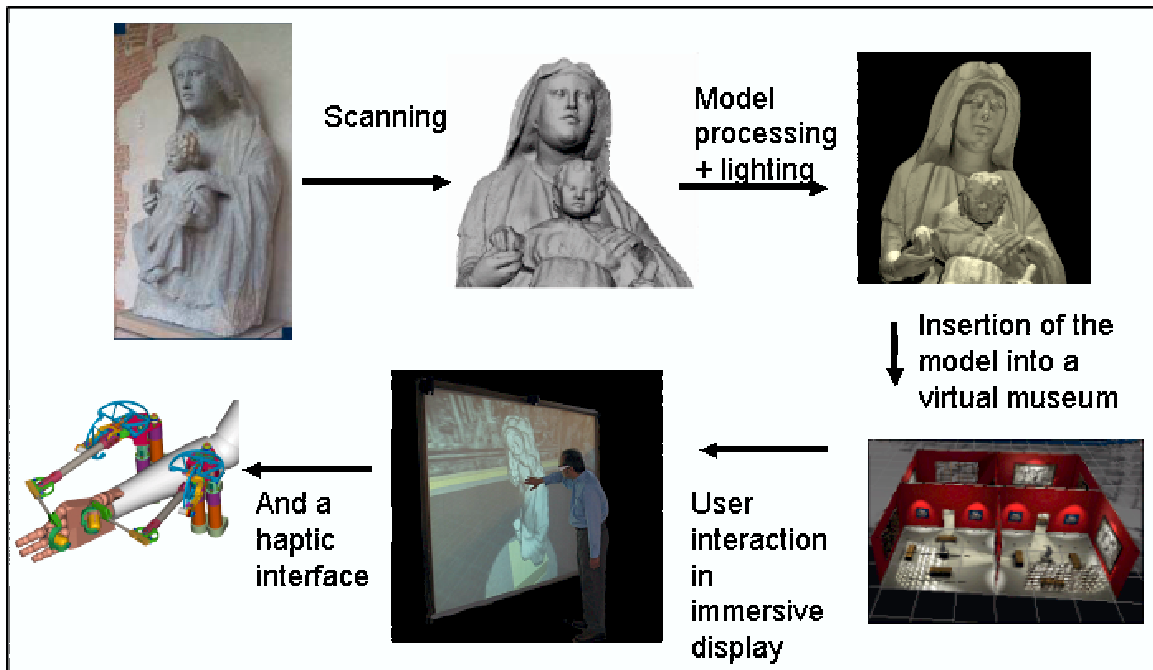 Scanning
Model
processing
+ lighting
Insertion of the
model into a
virtual museum
User
interaction
in
immersive
display
And a
haptic
interface